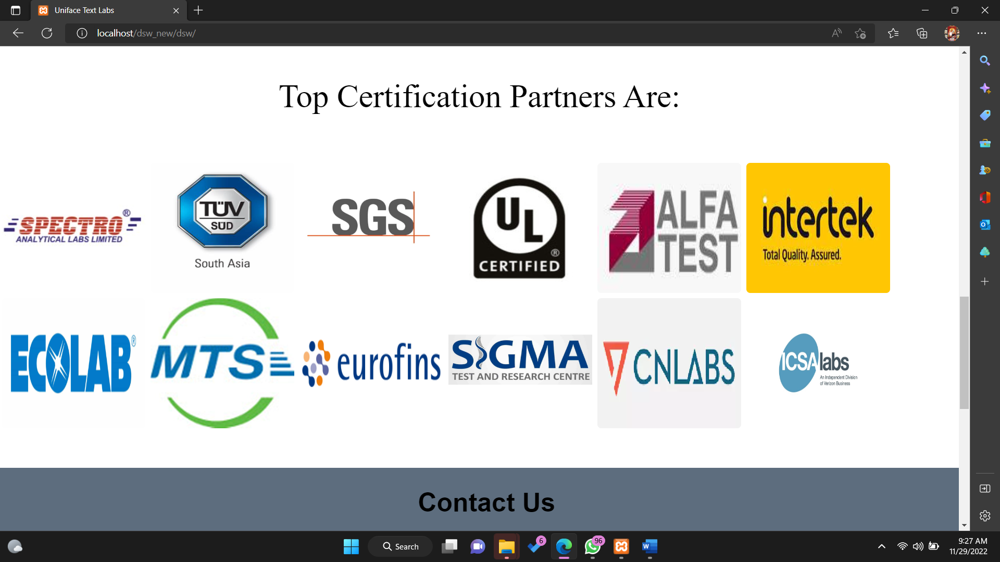 Uniface Text Labs
localhost/dsw_new/dsw/
Top Certification Partners Are:
SPECTRO®
ANALYTICAL LABS LIMITED
TÜV
SÜD
South Asia
SGS
UL
®
CERTIFIED
ALFA
TEST
intertek
Total Quality. Assured.
ECOLAB®
MTS
eurofins
SIGMA
TEST AND RESEARCH CENTRE
CNLABS
ICSAlabs
An Independent Division
of Verizon Business
Contact Us
Search
6
96
9:27 AM
11/29/2022